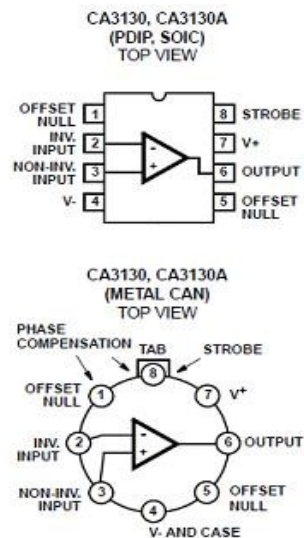 CA3130, CA3130A
(PDIP, SOIC)
TOP VIEW
OFFSET
NULL
1
8
STROBE
INV.
INPUT
2
-
7
V+
NON-INV.
INPUT
3
+
6
OUTPUT
V-
4
5
OFFSET
NULL
CA3130, CA3130A
(METAL CAN)
TOP VIEW
PHASE
COMPENSATION
TAB
STROBE
8
OFFSET
NULL
1
7
V+
INV.
INPUT
2
-
6
OUTPUT
+
NON-INV.
INPUT
3
5
OFFSET
NULL
4
V- AND CASE